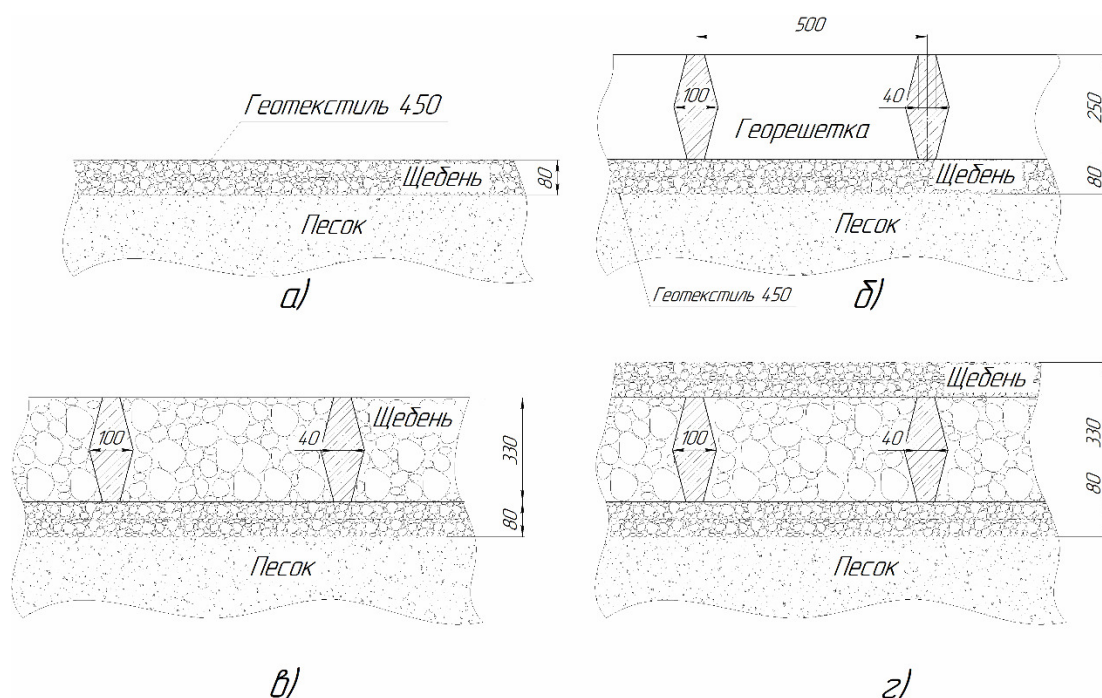 Геотекстиль 450
Щебень
80
Песок
а)
500
100
40
Георешетка
250
Щебень
80
Песок
Геотекстиль 450
б)
Щебень
100
40
330
80
Песок
в)
Щебень
100
40
330
80
Песок
г)